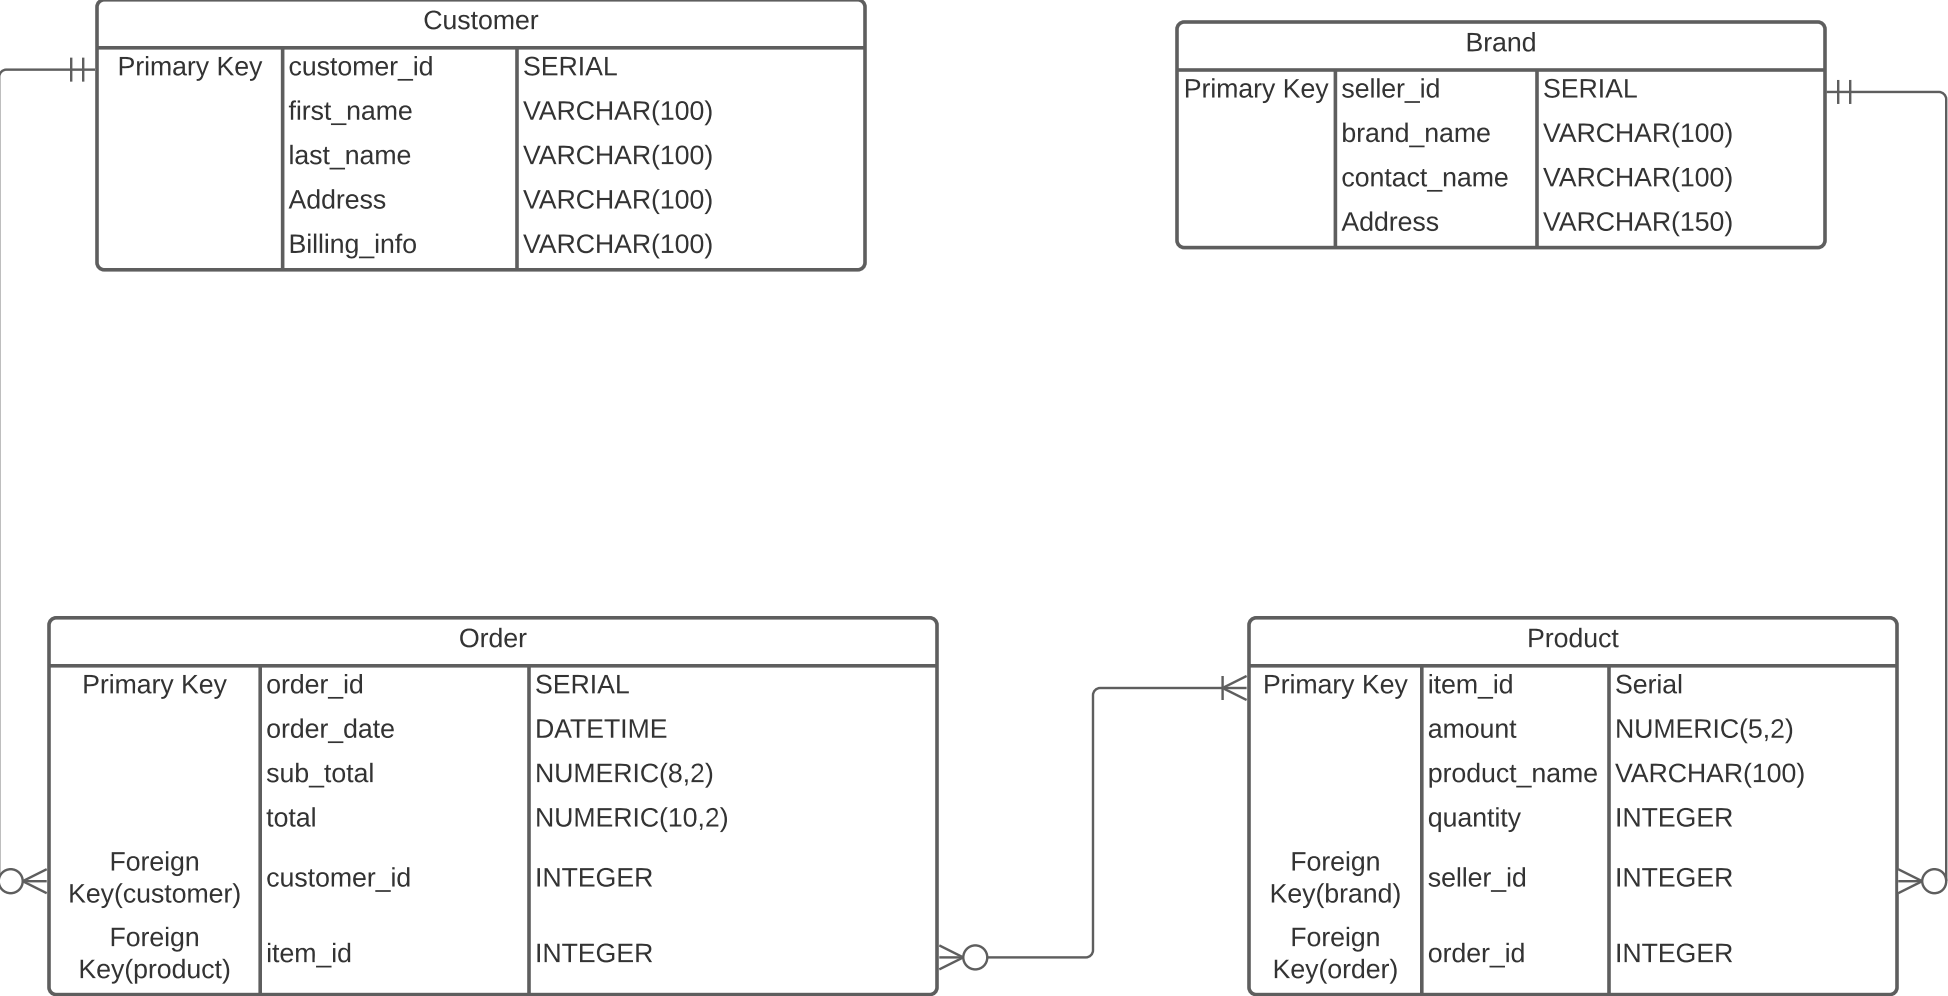 Customer
Primary Key customer_id SERIAL
first_name VARCHAR(100)
last_name VARCHAR(100)
Address VARCHAR(100)
Billing_info VARCHAR(100)
Brand
Primary Key seller_id SERIAL
brand_name VARCHAR(100)
contact_name VARCHAR(100)
Address VARCHAR(150)
Order
Primary Key order_id SERIAL
order_date DATETIME
sub_total NUMERIC(8,2)
total NUMERIC(10,2)
Foreign
Key(customer) customer_id INTEGER
Foreign
Key(product) item_id INTEGER
Product
Primary Key item_id Serial
amount NUMERIC(5,2)
product_name VARCHAR(100)
quantity INTEGER
Foreign
Key(brand) seller_id INTEGER
Foreign
Key(order) order_id INTEGER